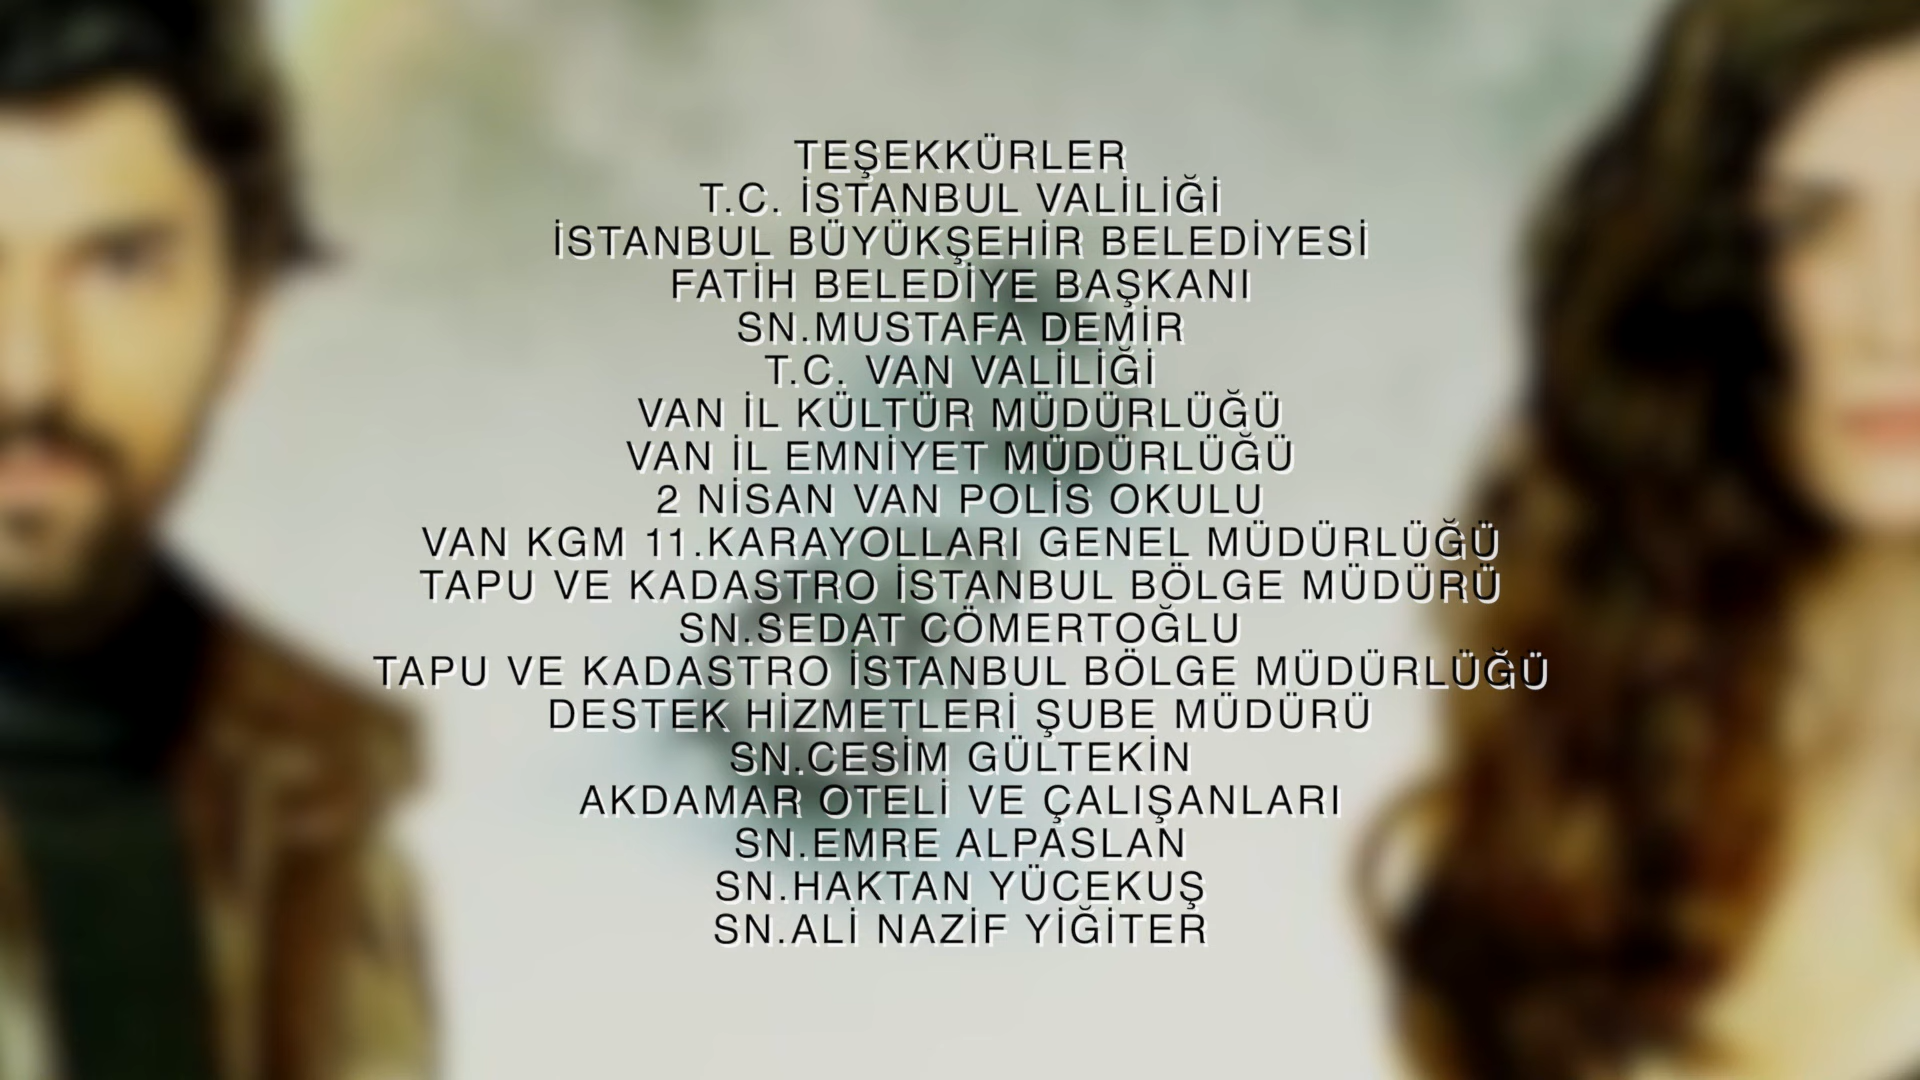 TEŞEKKÜRLER
T.C. İSTANBUL VALİLİĞİ
İSTANBUL BÜYÜKŞEHİR BELEDİYESİ
FATİH BELEDİYE BAŞKANI
SN.MUSTAFA DEMİR
T.C. VAN VALİLİĞİ
VAN İL KÜLTÜR MÜDÜRLÜĞÜ
VAN İL EMNİYET MÜDÜRLÜĞÜ
2 NİSAN VAN POLİS OKULU
VAN KGM 11.KARAYOLLARI GENEL MÜDÜRLÜĞÜ
TAPU VE KADASTRO İSTANBUL BÖLGE MÜDÜRÜ
SN.SEDAT CÖMERTOĞLU
TAPU VE KADASTRO İSTANBUL BÖLGE MÜDÜRLÜĞÜ
DESTEK HİZMETLERİ ŞUBE MÜDÜRÜ
SN.CESİM GÜLTEKİN
AKDAMAR OTELİ VE ÇALIŞANLARI
SN.EMRE ALPASLAN
SN.HAKTAN YÜCEKUŞ
SN.ALİ NAZİF YİĞİTER